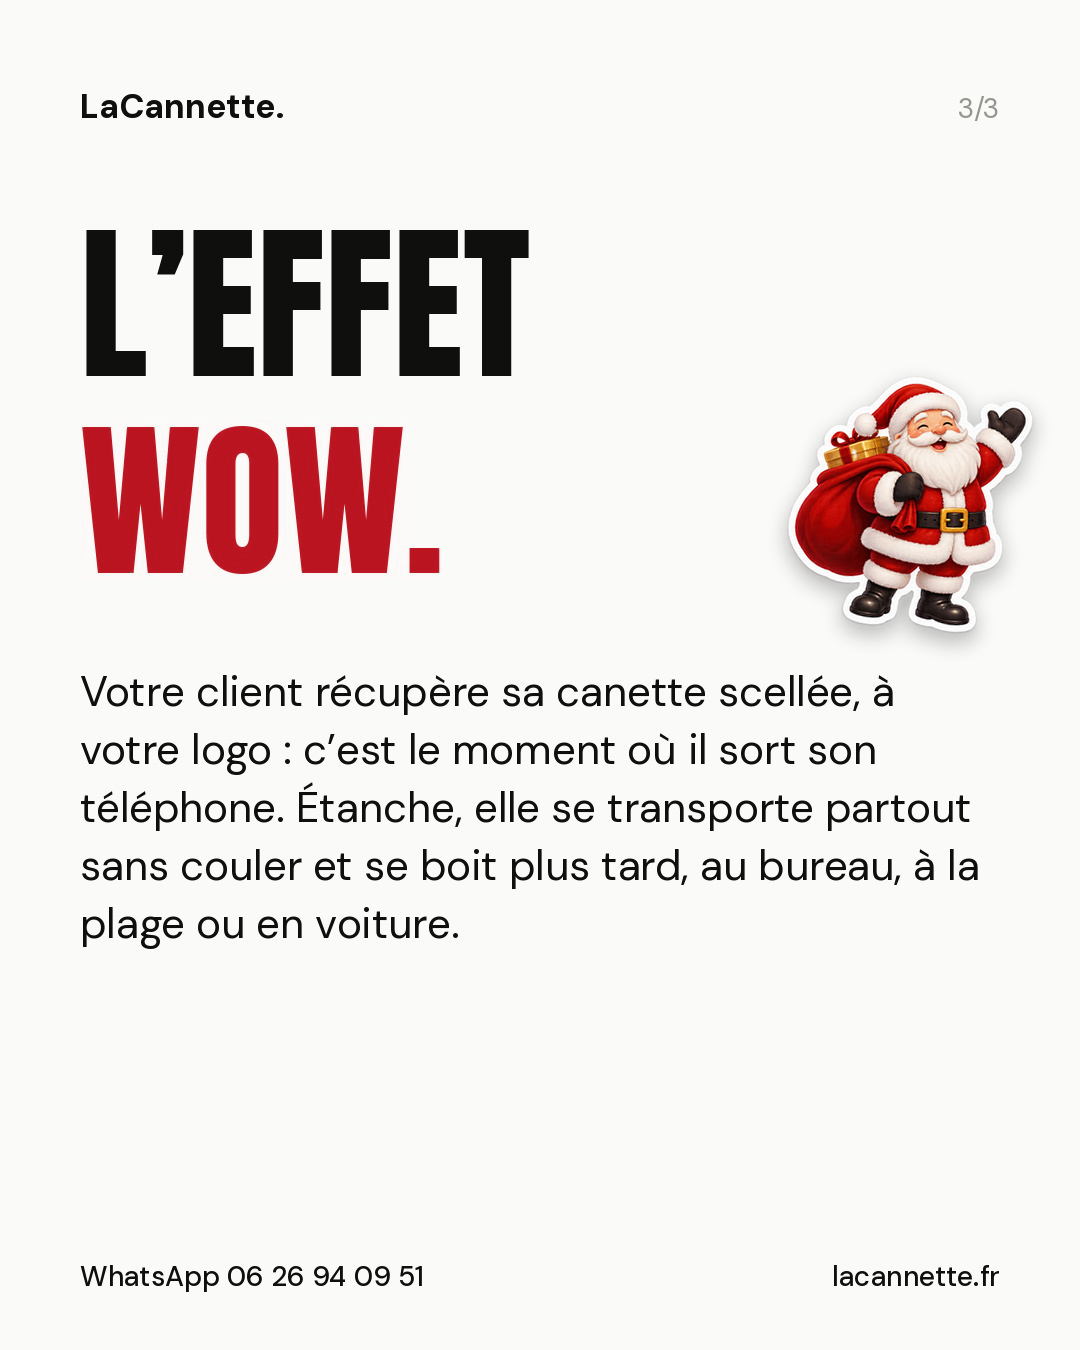 LaCannette.
3/3
L’EFFET
WOW.
Votre client récupère sa canette scellée, à
votre logo : c’est le moment où il sort son
téléphone. Étanche, elle se transporte partout
sans couler et se boit plus tard, au bureau, à la
plage ou en voiture.
WhatsApp 06 26 94 09 51
lacannette.fr